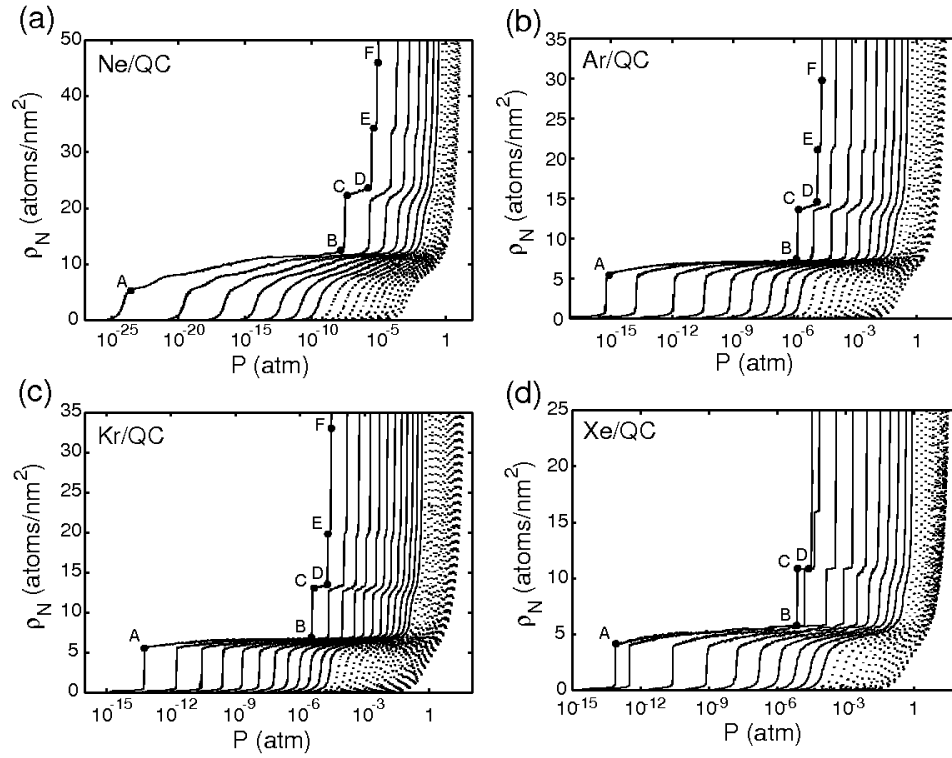 (a)
Ne/QC
ρN (atoms/nm²)
50
40
30
20
10
0
A
B
C
D
E
F
10⁻²⁵ 10⁻²⁰ 10⁻¹⁵ 10⁻¹⁰ 10⁻⁵ 1
P (atm)
(b)
Ar/QC
ρN (atoms/nm²)
35
30
25
20
15
10
5
0
A
B
C
D
E
F
10⁻¹⁵ 10⁻¹² 10⁻⁹ 10⁻⁶ 10⁻³ 1
P (atm)
(c)
Kr/QC
ρN (atoms/nm²)
35
30
25
20
15
10
5
0
A
B
C
D
E
F
10⁻¹⁵ 10⁻¹² 10⁻⁹ 10⁻⁶ 10⁻³ 1
P (atm)
(d)
Xe/QC
ρN (atoms/nm²)
25
20
15
10
5
0
A
B
C
D
10⁻¹⁵ 10⁻¹² 10⁻⁹ 10⁻⁶ 10⁻³ 1
P (atm)